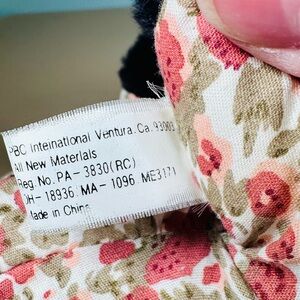 PBC International Ventura, Ca. 93003
All New Materials
Reg. No. PA - 3830 (RC)
OH - 18936 MA - 1096 ME3171
Made in China